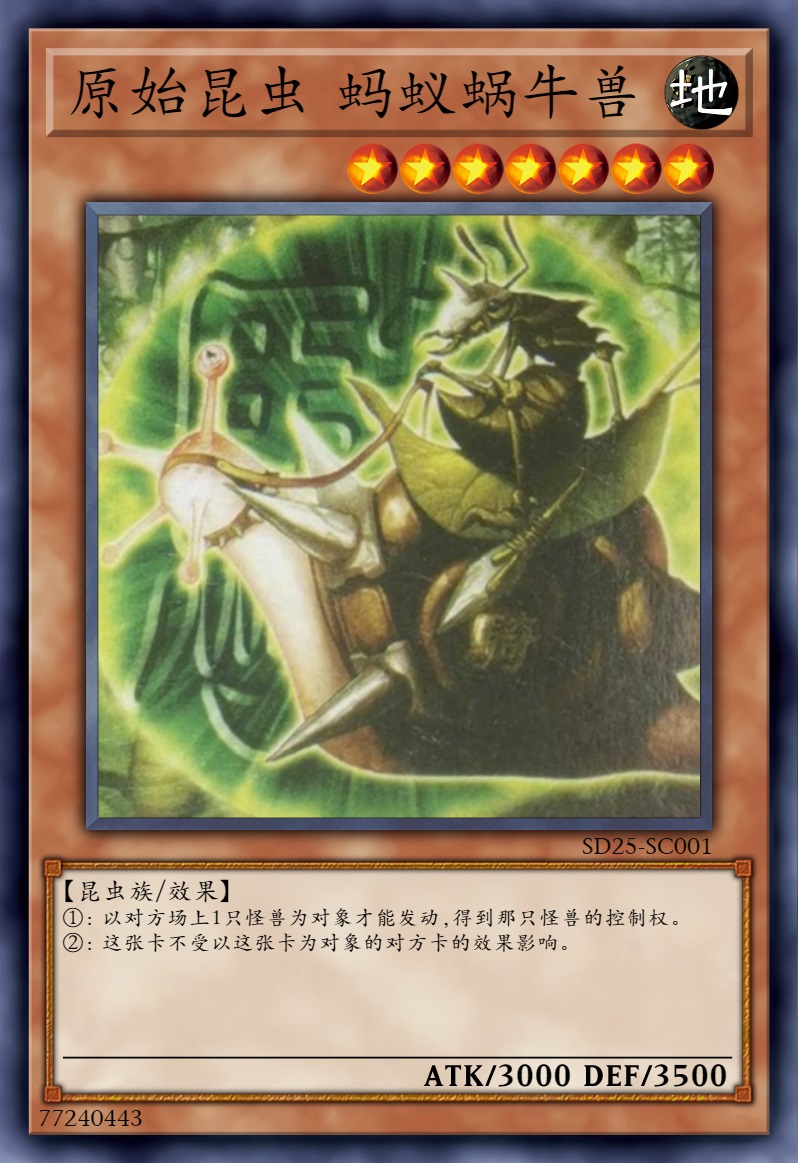 原始昆虫 蚂蚁蜗牛兽
地
SD25-SC001
【昆虫族/效果】
①: 以对方场上1只怪兽为对象才能发动,得到那只怪兽的控制权。
②: 这张卡不受以这张卡为对象的对方卡的效果影响。
ATK/3000 DEF/3500
77240443